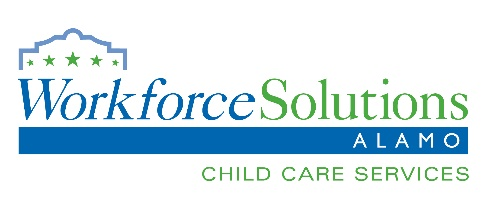 WorkforceSolutions
ALAMO
CHILD CARE SERVICES